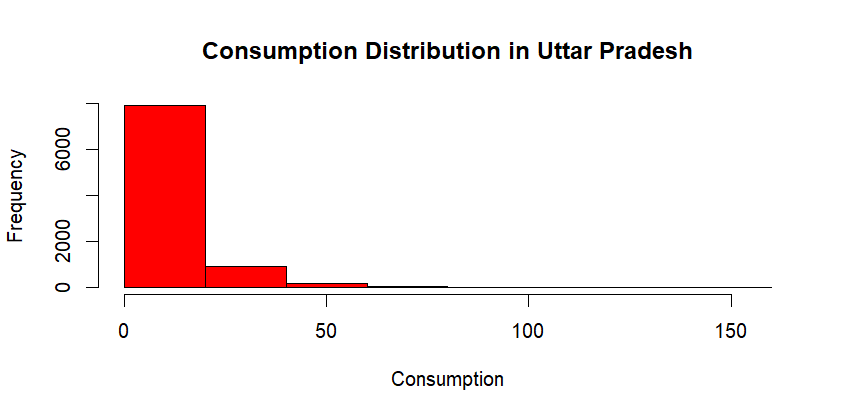 Consumption Distribution in Uttar Pradesh
Frequency
6000
2000
0
0 50 100 150
Consumption